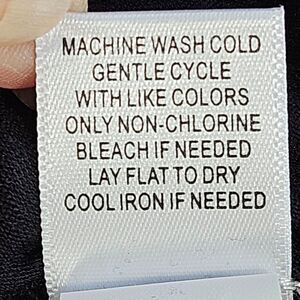 MACHINE WASH COLD
GENTLE CYCLE
WITH LIKE COLORS
ONLY NON-CHLORINE
BLEACH IF NEEDED
LAY FLAT TO DRY
COOL IRON IF NEEDED